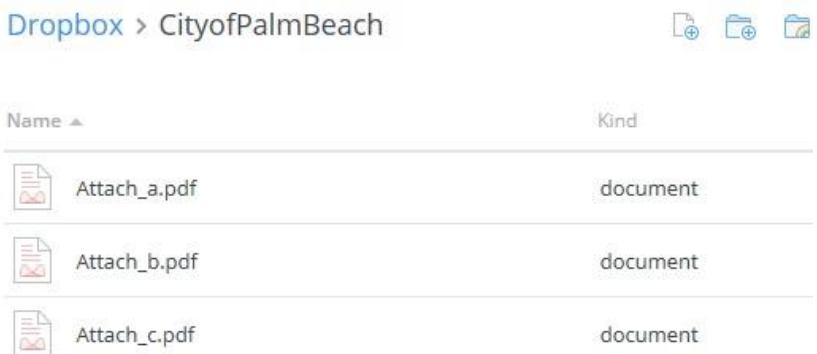 Dropbox > CityofPalmBeach
Name Kind
Attach_a.pdf document
Attach_b.pdf document
Attach_c.pdf document